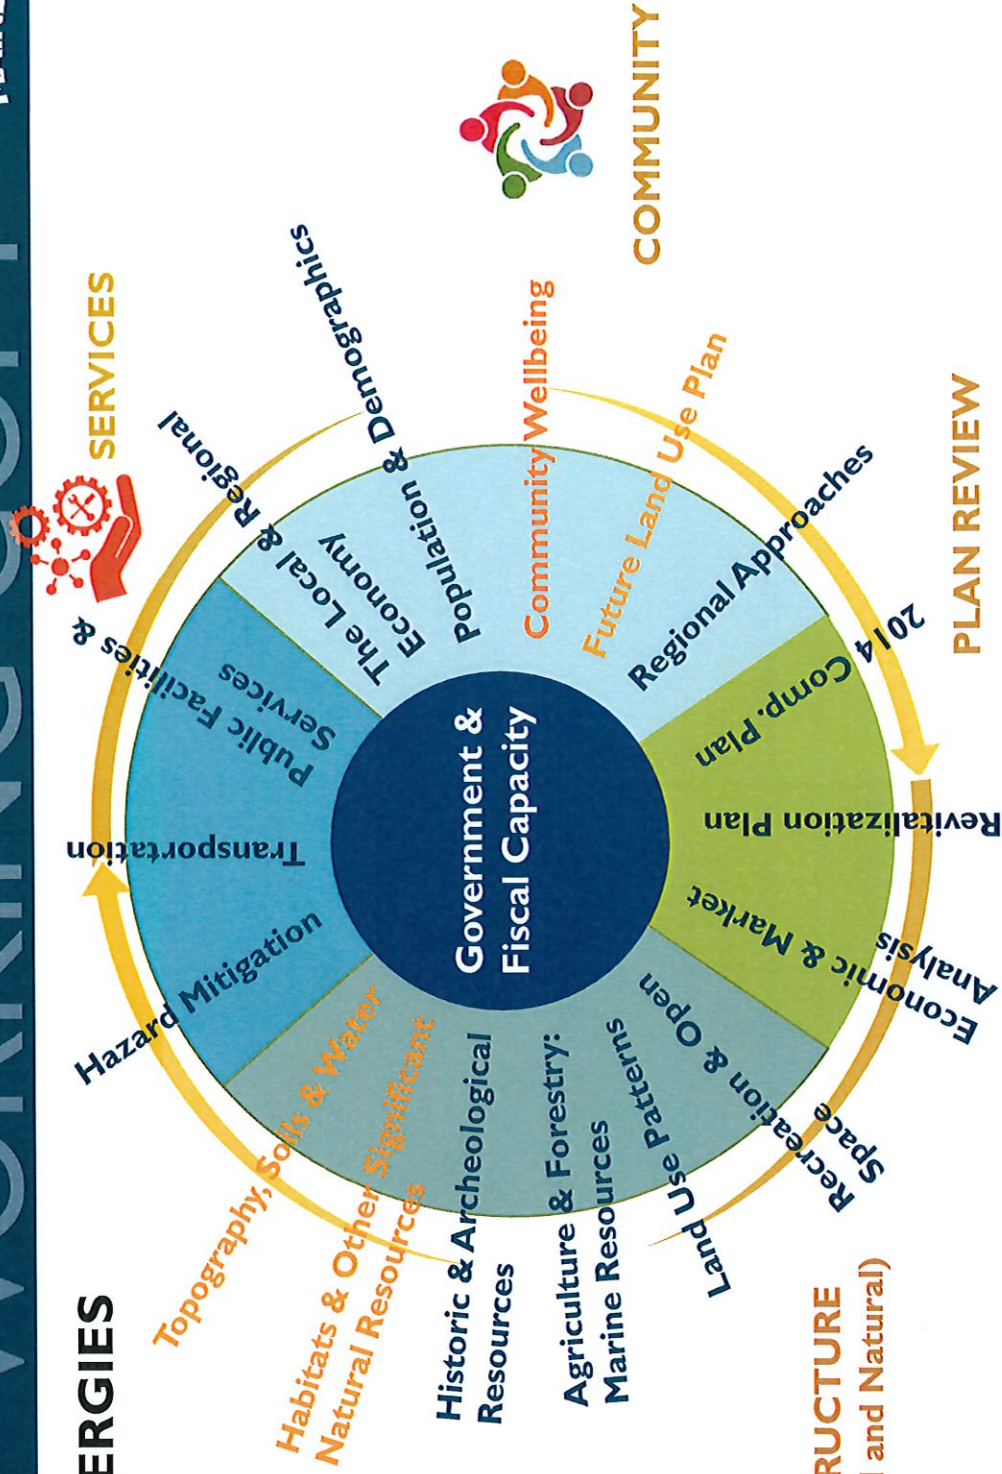 ERGIES
SERVICES
Hazard Mitigation
Transportation
Public Facilities &
Services
The Local & Regional
Economy
Population & Demographics
Topography, Soils & Water
Habitats & Other Significant
Natural Resources
Historic & Archeological
Resources
Agriculture & Forestry:
Marine Resources
Land Use Patterns
Recreation & Open
Space
Government &
Fiscal Capacity
Community Wellbeing
Future Land Use Plan
Regional Approaches
COMMUNITY
2014
Comp. Plan
Revitalization Plan
Economic & Market
Analysis
RUCTURE
and Natural)
PLAN REVIEW